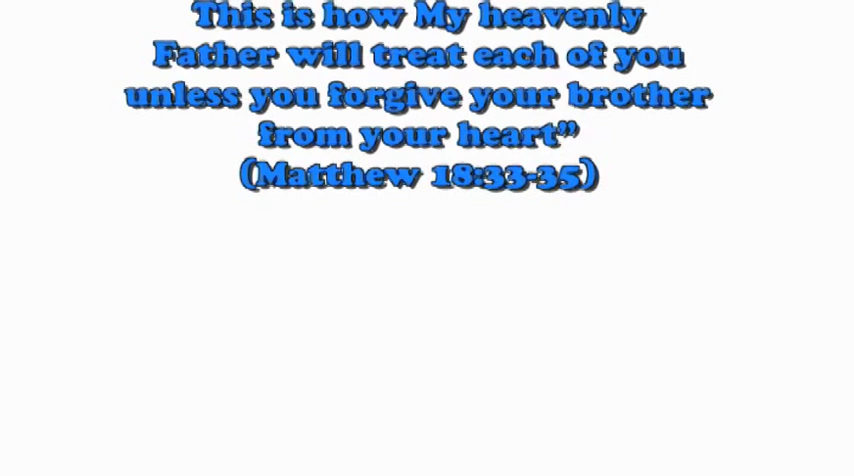 This is how My heavenly
Father will treat each of you
unless you forgive your brother
from your heart”
(Matthew 18:33-35)